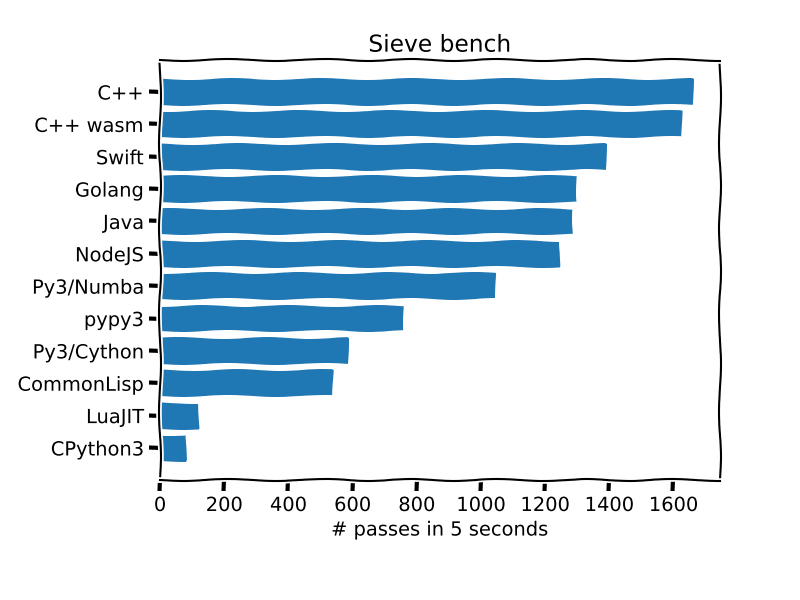 Sieve bench
C++
C++ wasm
Swift
Golang
Java
NodeJS
Py3/Numba
pypy3
Py3/Cython
CommonLisp
LuaJIT
CPython3
0 200 400 600 800 1000 1200 1400 1600
# passes in 5 seconds